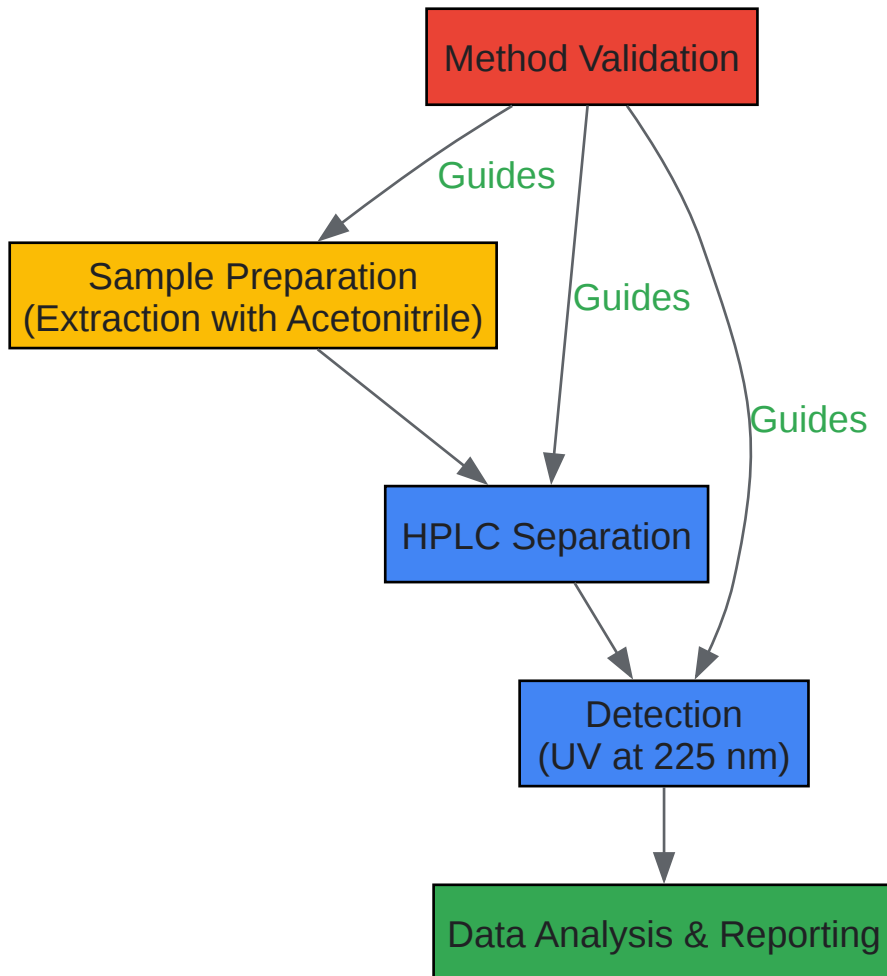 Method Validation
Guides
Sample Preparation
(Extraction with Acetonitrile)
Guides
Guides
HPLC Separation
Detection
(UV at 225 nm)
Data Analysis & Reporting